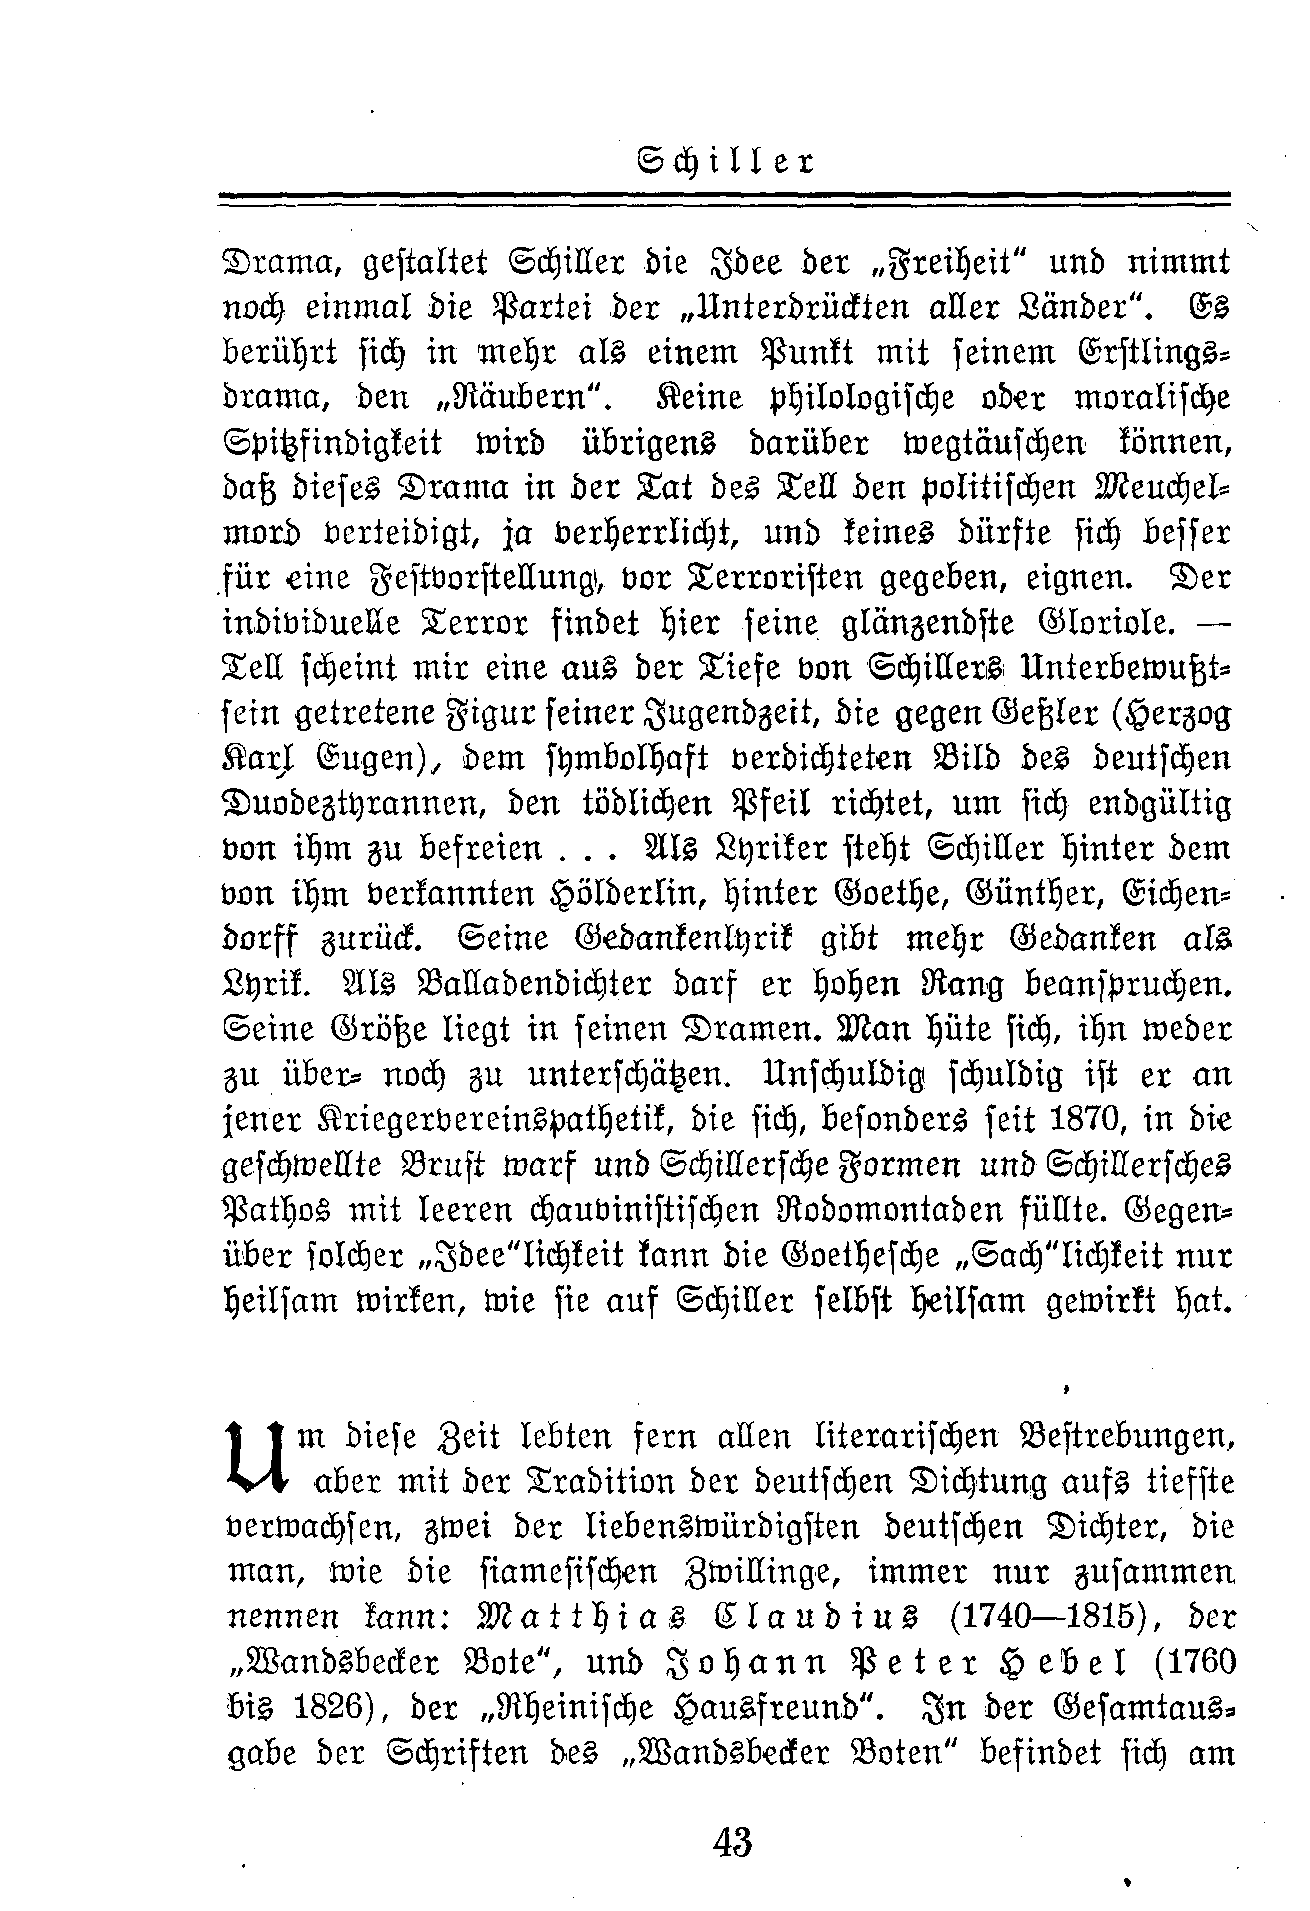 Schiller
Drama, gestaltet Schiller die Idee der „Freiheit“ und nimmt
noch einmal die Partei der „Unterdrückten aller Länder“. Es
berührt sich in mehr als einem Punkt mit seinem Erstlings-
drama, den „Räubern“. Keine philologische oder moralische
Spitzfindigkeit wird übrigens darüber wegtäuschen können,
daß dieses Drama in der Tat des Tell den politischen Meuchel-
mord verteidigt, ja verherrlicht, und keines dürfte sich besser
für eine Festvorstellung, vor Terroristen gegeben, eignen. Der
individuelle Terror findet hier seine glänzendste Gloriole. —
Tell scheint mir eine aus der Tiefe von Schillers Unterbewußt-
sein getretene Figur seiner Jugendzeit, die gegen Geßler (Herzog
Karl Eugen), dem symbolhaft verdichteten Bild des deutschen
Duodeztyrannen, den tödlichen Pfeil richtet, um sich endgültig
von ihm zu befreien . . . Als Lyriker steht Schiller hinter dem
von ihm verkannten Hölderlin, hinter Goethe, Günther, Eichen-
dorff zurück. Seine Gedankenlyrik gibt mehr Gedanken als
Lyrik. Als Balladendichter darf er hohen Rang beanspruchen.
Seine Größe liegt in seinen Dramen. Man hüte sich, ihn weder
zu über- noch zu unterschätzen. Unschuldig schuldig ist er an
jener Kriegervereinspathetik, die sich, besonders seit 1870, in die
geschwellte Brust warf und Schillersche Formen und Schillersches
Pathos mit leeren chauvinistischen Rodomontaden füllte. Gegen-
über solcher „Idee“lichkeit kann die Goethesche „Sach“lichkeit nur
heilsam wirken, wie sie auf Schiller selbst heilsam gewirkt hat.
Um diese Zeit lebten fern allen literarischen Bestrebungen,
aber mit der Tradition der deutschen Dichtung aufs tiefste
verwachsen, zwei der liebenswürdigsten deutschen Dichter, die
man, wie die siamesischen Zwillinge, immer nur zusammen
nennen kann: Matthias Claudius (1740—1815), der
„Wandsbecker Bote“, und Johann Peter Hebel (1760
bis 1826), der „Rheinische Hausfreund“. In der Gesamtaus-
gabe der Schriften des „Wandsbecker Boten“ befindet sich am
43